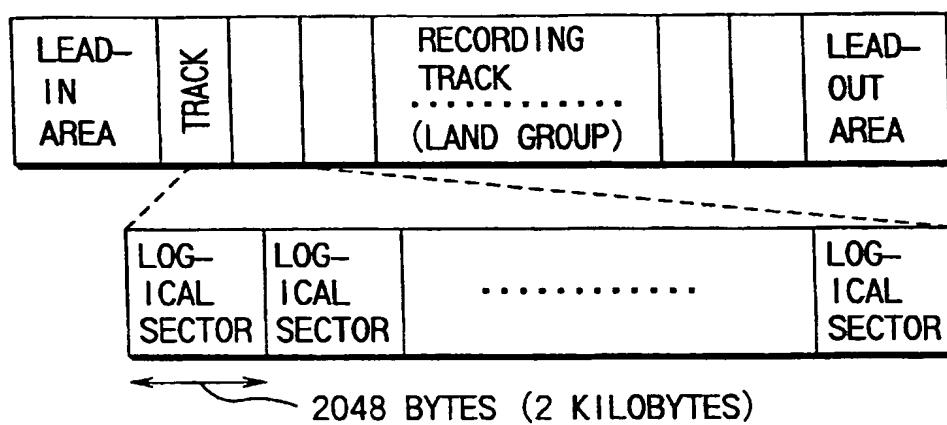 LEAD-
IN
AREA
TRACK
RECORDING
TRACK
(LAND GROUP)
LEAD-
OUT
AREA
LOG-
ICAL
SECTOR
LOG-
ICAL
SECTOR
LOG-
ICAL
SECTOR
2048 BYTES (2 KILOBYTES)